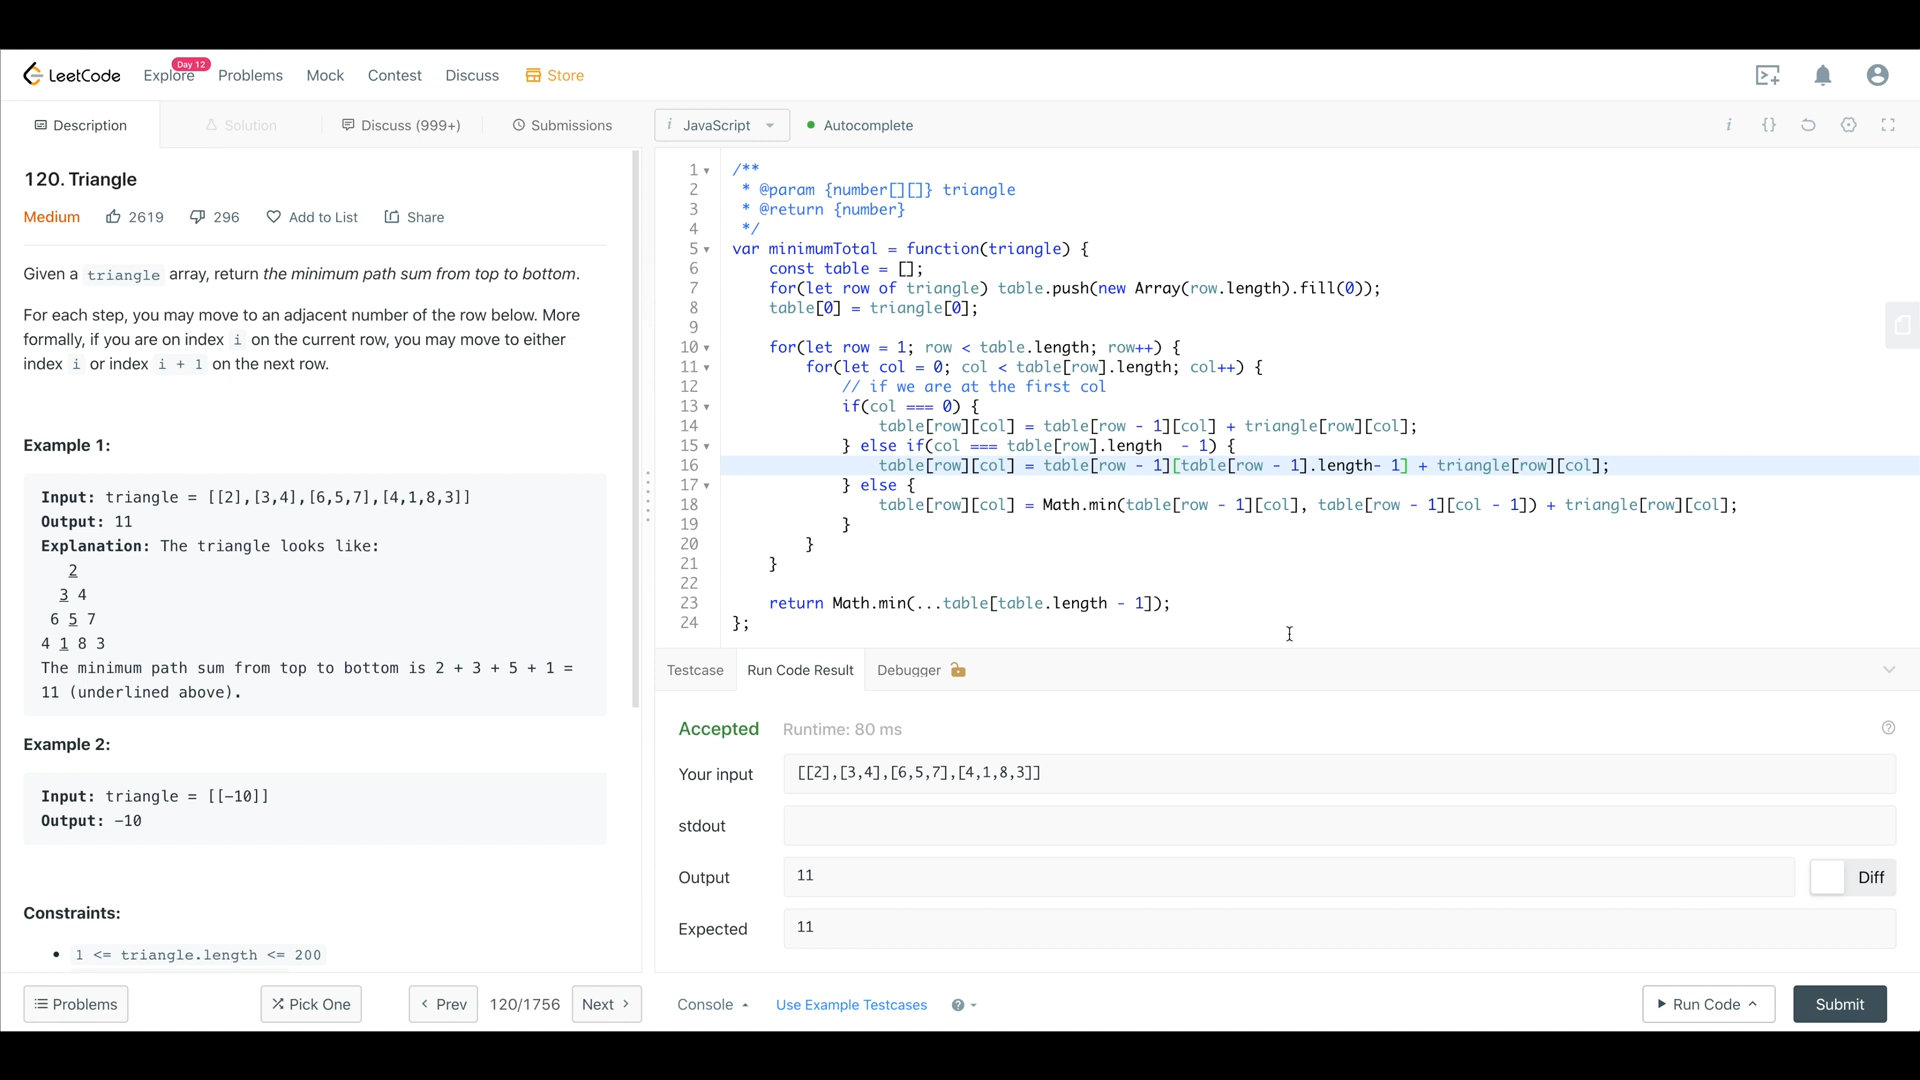 LeetCode
Explore
Day 12
Problems
Mock
Contest
Discuss
Store
Description
Solution
Discuss (999+)
Submissions
i JavaScript
Autocomplete
120. Triangle
Medium 2619 296 Add to List Share
Given a triangle array, return the minimum path sum from top to bottom.
For each step, you may move to an adjacent number of the row below. More
formally, if you are on index i on the current row, you may move to either
index i or index i + 1 on the next row.
Example 1:
Input: triangle = [[2],[3,4],[6,5,7],[4,1,8,3]]
Output: 11
Explanation: The triangle looks like:
2
3 4
6 5 7
4 1 8 3
The minimum path sum from top to bottom is 2 + 3 + 5 + 1 =
11 (underlined above).
Example 2:
Input: triangle = [[-10]]
Output: -10
Constraints:
1 <= triangle.length <= 200
Problems
Pick One
Prev
120/1756
Next
1 /**
2 * @param {number[][]} triangle
3 * @return {number}
4 */
5 var minimumTotal = function(triangle) {
6 const table = [];
7 for(let row of triangle) table.push(new Array(row.length).fill(0));
8 table[0] = triangle[0];
9
10 for(let row = 1; row < table.length; row++) {
11 for(let col = 0; col < table[row].length; col++) {
12 // if we are at the first col
13 if(col === 0) {
14 table[row][col] = table[row - 1][col] + triangle[row][col];
15 } else if(col === table[row].length  - 1) {
16 table[row][col] = table[row - 1][table[row - 1].length- 1] + triangle[row][col];
17 } else {
18 table[row][col] = Math.min(table[row - 1][col], table[row - 1][col - 1]) + triangle[row][col];
19 }
20 }
21 }
22
23 return Math.min(...table[table.length - 1]);
24 };
Testcase
Run Code Result
Debugger
Accepted Runtime: 80 ms
Your input [[2],[3,4],[6,5,7],[4,1,8,3]]
stdout
Output 11
Diff
Expected 11
Console
Use Example Testcases
Run Code
Submit